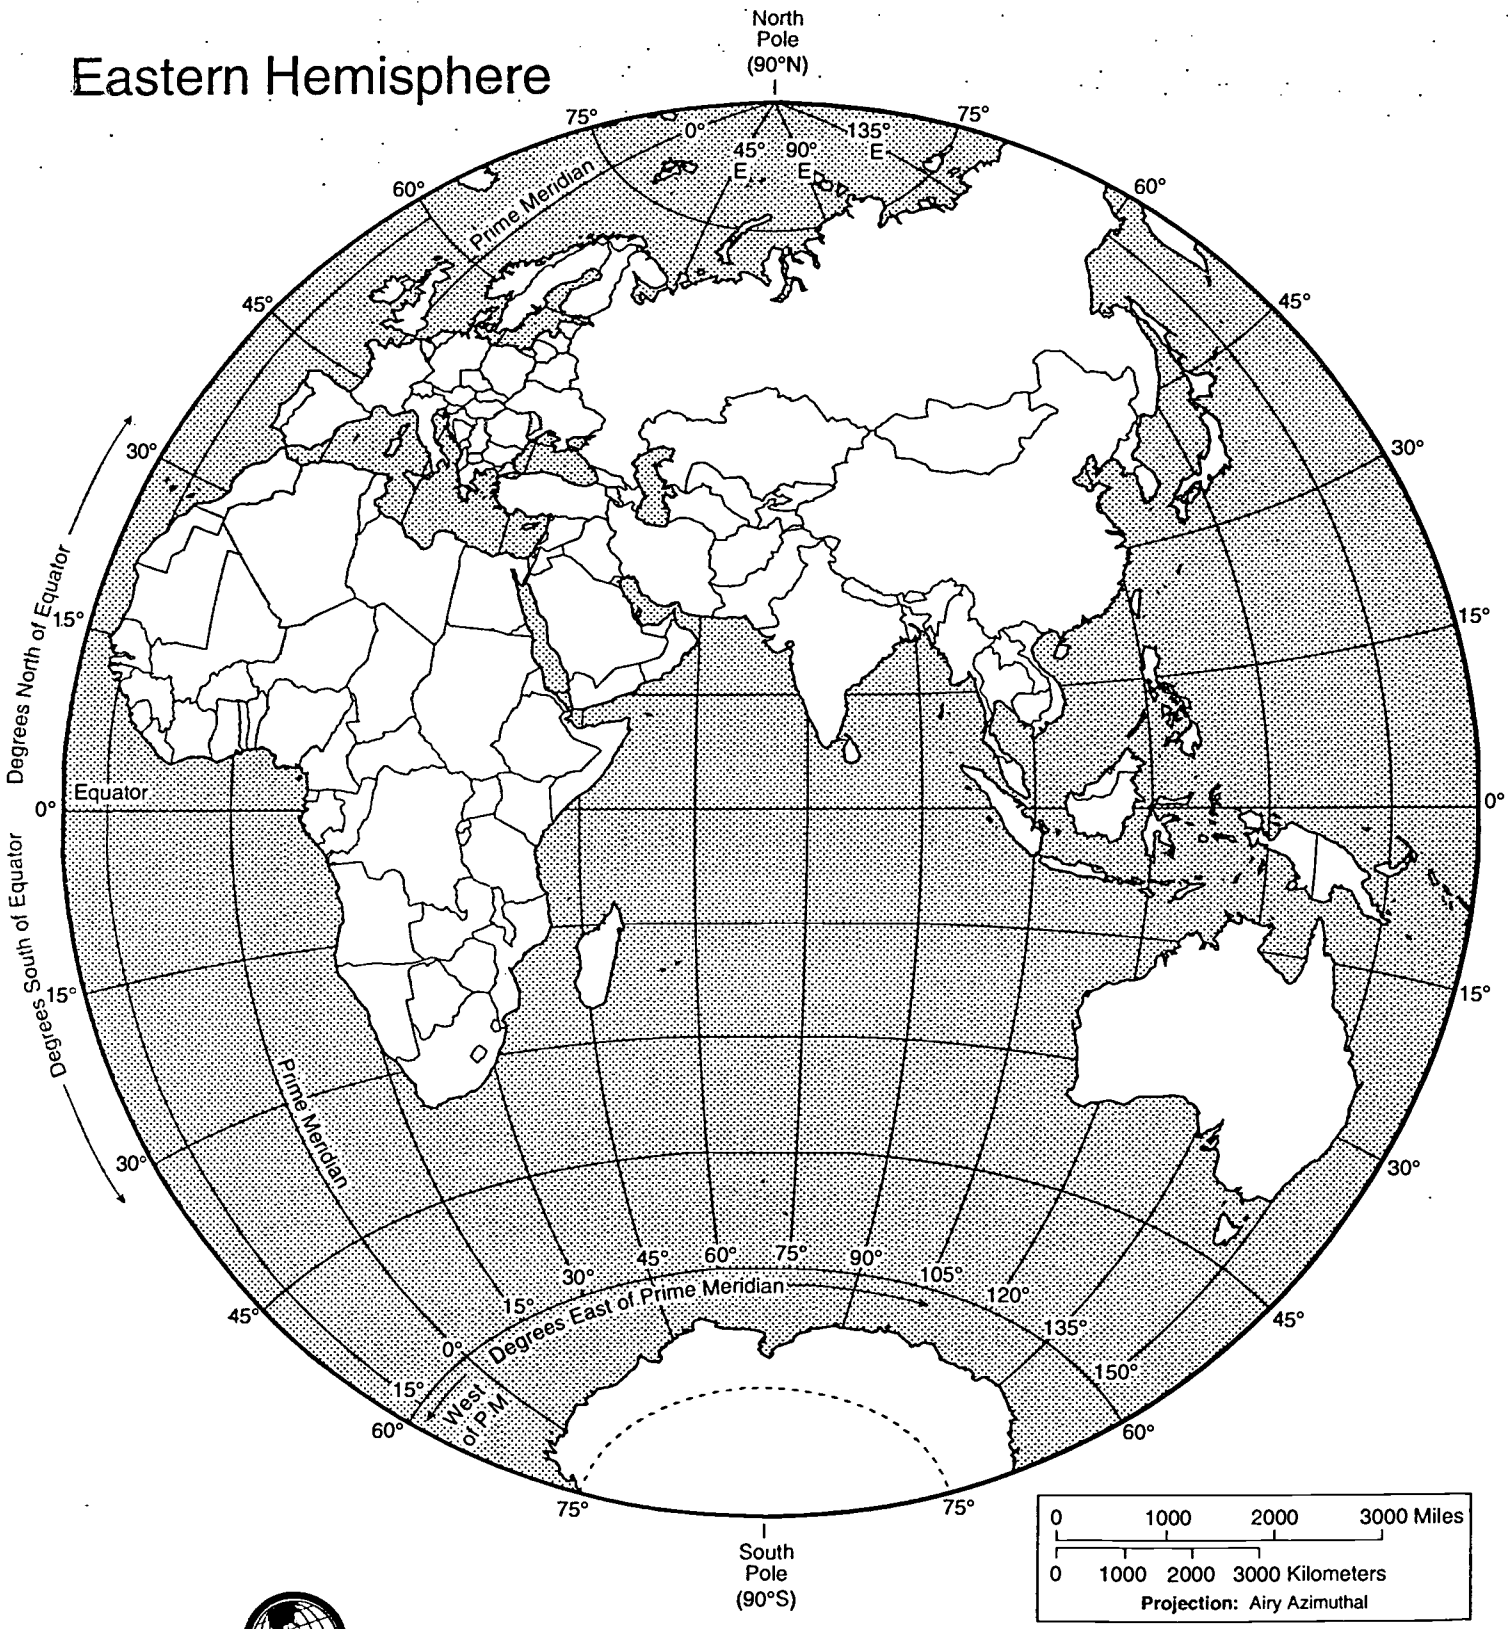 Eastern Hemisphere
North
Pole
(90°N)
75°
75°
0°
45°
E
90°
E
135°
E
Prime Meridian
60°
60°
45°
45°
30°
30°
Degrees North of Equator
15°
15°
Equator
0°
0°
Degrees South of Equator
15°
15°
Prime Meridian
30°
30°
45°
45°
0°
15°
30°
45°
60°
75°
90°
105°
120°
135°
150°
Degrees East of Prime Meridian
15°
West
of P.M
60°
60°
75°
75°
South
Pole
(90°S)
0 1000 2000 3000 Miles
0 1000 2000 3000 Kilometers
Projection: Airy Azimuthal